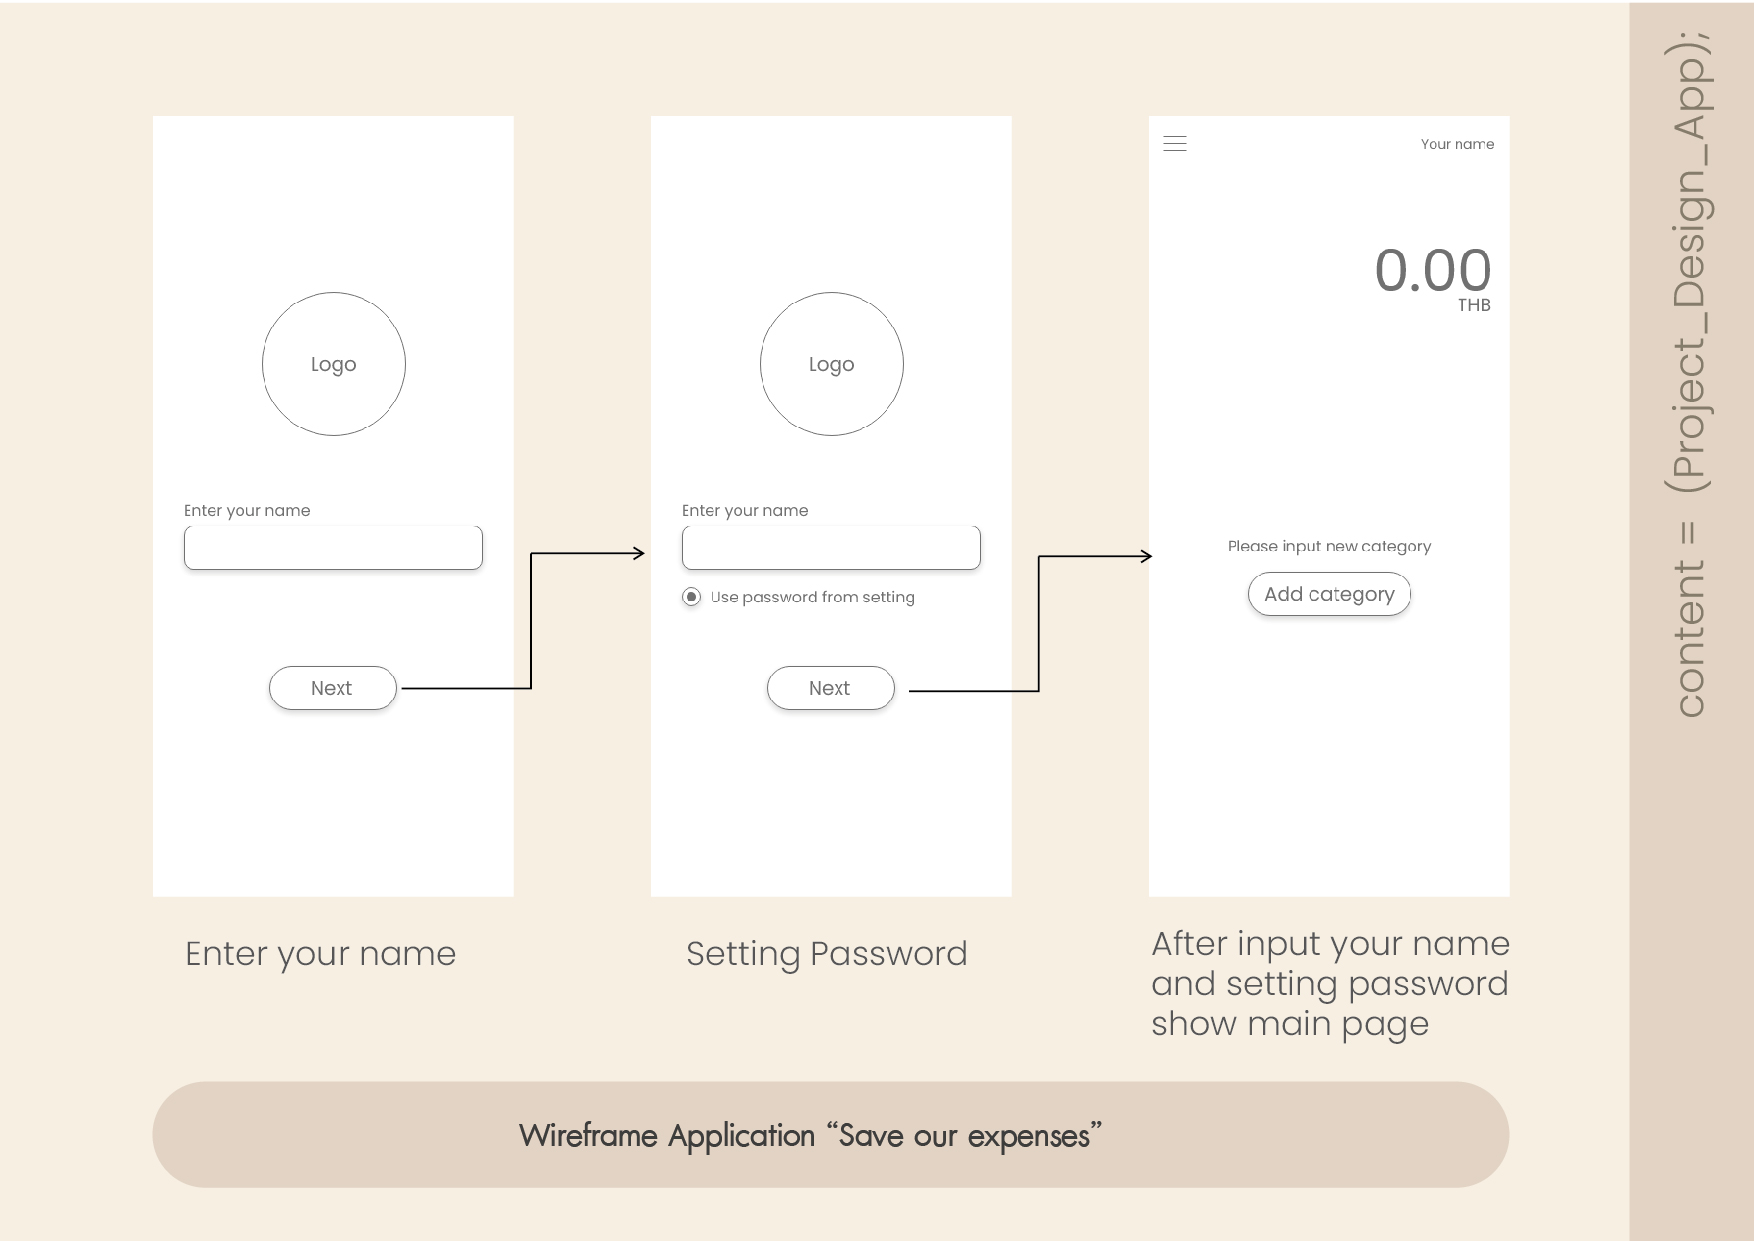 Logo
Enter your name
Next
Enter your name
Logo
Enter your name
Use password from setting
Next
Setting Password
Your name
0.00
THB
Please input new category
Add category
After input your name
and setting password
show main page
Wireframe Application “Save our expenses”
content = (Project_Design_App);